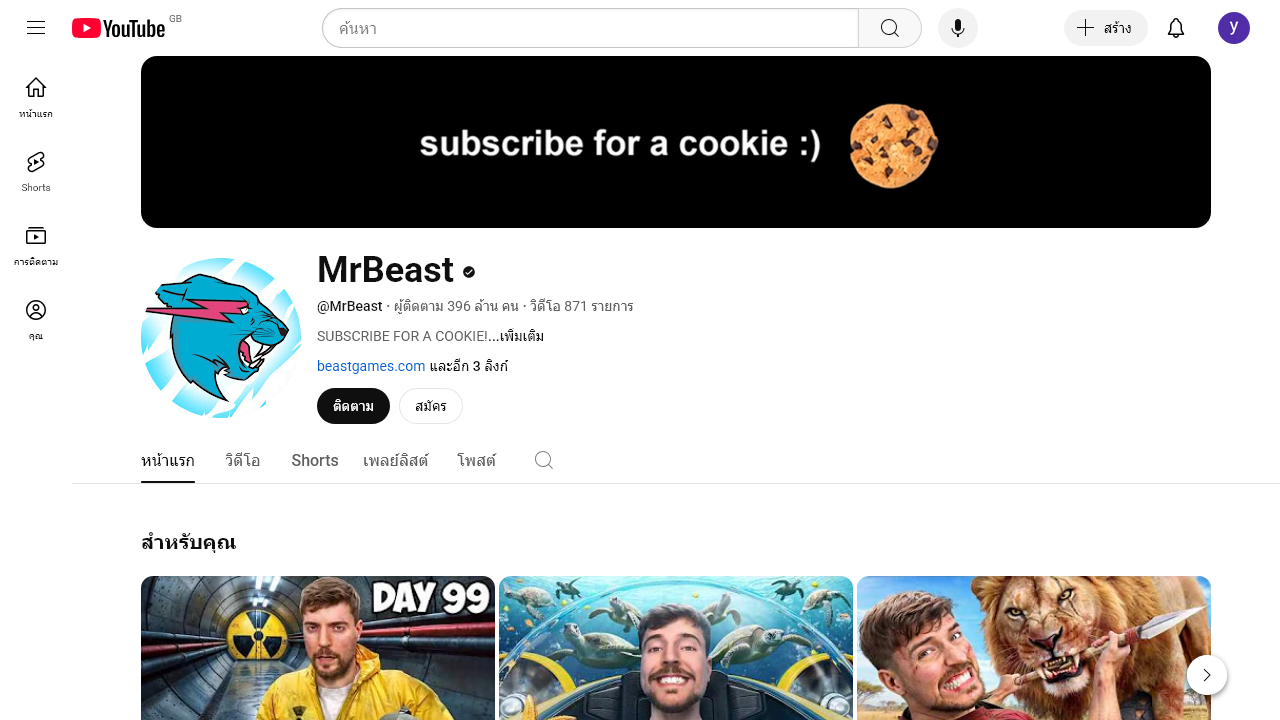 YouTube GB
ค้นหา
สร้าง
y
หน้าแรก
Shorts
การติดตาม
คุณ
subscribe for a cookie :)
MrBeast
@MrBeast · ผู้ติดตาม 396 ล้าน คน · วิดีโอ 871 รายการ
SUBSCRIBE FOR A COOKIE!...เพิ่มเติม
beastgames.com และอีก 3 ลิงก์
ติดตาม สมัคร
หน้าแรก วิดีโอ Shorts เพลย์ลิสต์ โพสต์
สำหรับคุณ
DAY 99